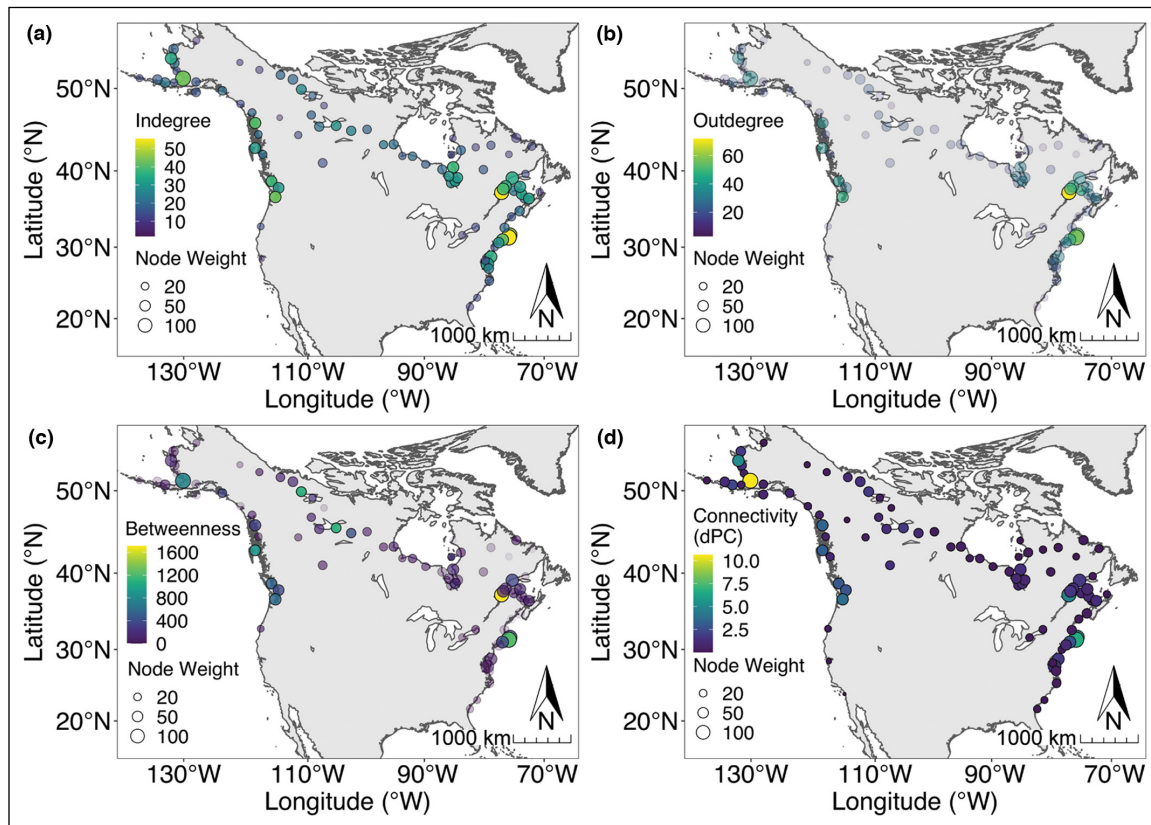 (a)
Latitude (°N)
50°N
40°N
30°N
20°N
Indegree
50
40
30
20
10
Node Weight
20
50
100
N
1000 km
130°W
110°W
90°W
70°W
Longitude (°W)
(b)
Latitude (°N)
50°N
40°N
30°N
20°N
Outdegree
60
40
20
Node Weight
20
50
100
N
1000 km
130°W
110°W
90°W
70°W
Longitude (°W)
(c)
Latitude (°N)
50°N
40°N
30°N
20°N
Betweenness
1600
1200
800
400
0
Node Weight
20
50
100
N
1000 km
130°W
110°W
90°W
70°W
Longitude (°W)
(d)
Latitude (°N)
50°N
40°N
30°N
20°N
Connectivity
(dPC)
10.0
7.5
5.0
2.5
Node Weight
20
50
100
N
1000 km
130°W
110°W
90°W
70°W
Longitude (°W)